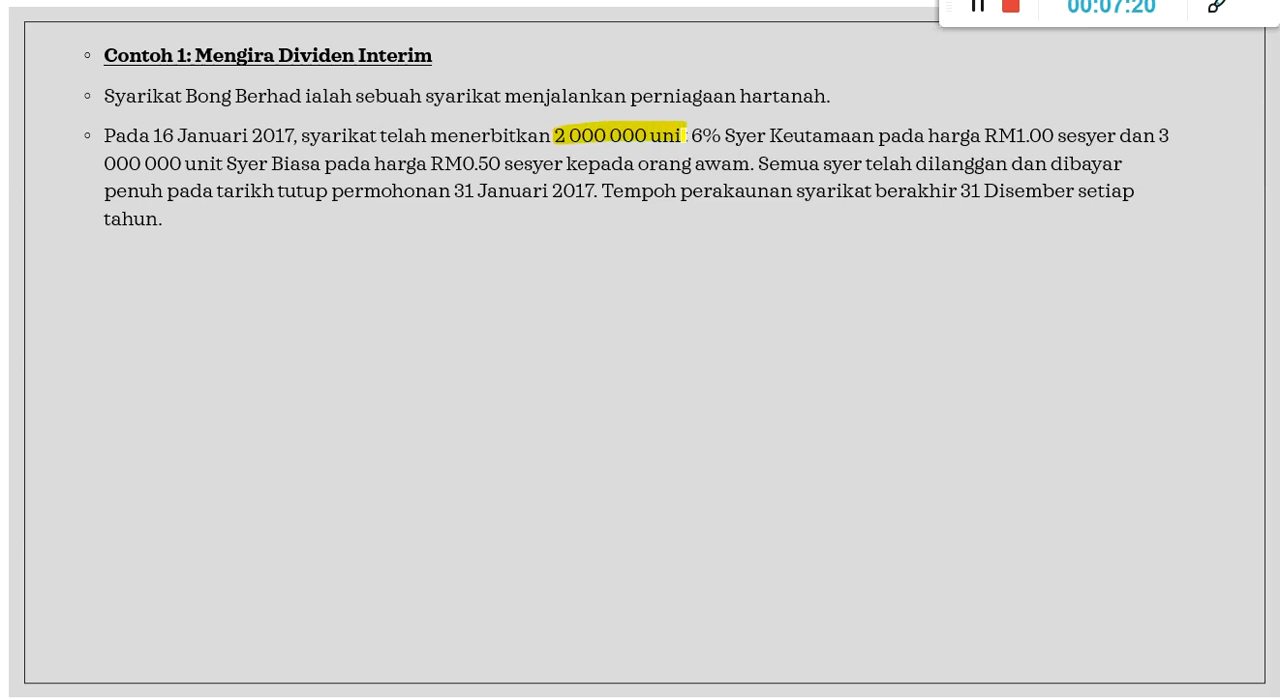 00:07:20
Contoh 1: Mengira Dividen Interim
Syarikat Bong Berhad ialah sebuah syarikat menjalankan perniagaan hartanah.
Pada 16 Januari 2017, syarikat telah menerbitkan 2 000 000 unit 6% Syer Keutamaan pada harga RM1.00 sesyer dan 3
000 000 unit Syer Biasa pada harga RM0.50 sesyer kepada orang awam. Semua syer telah dilanggan dan dibayar
penuh pada tarikh tutup permohonan 31 Januari 2017. Tempoh perakaunan syarikat berakhir 31 Disember setiap
tahun.